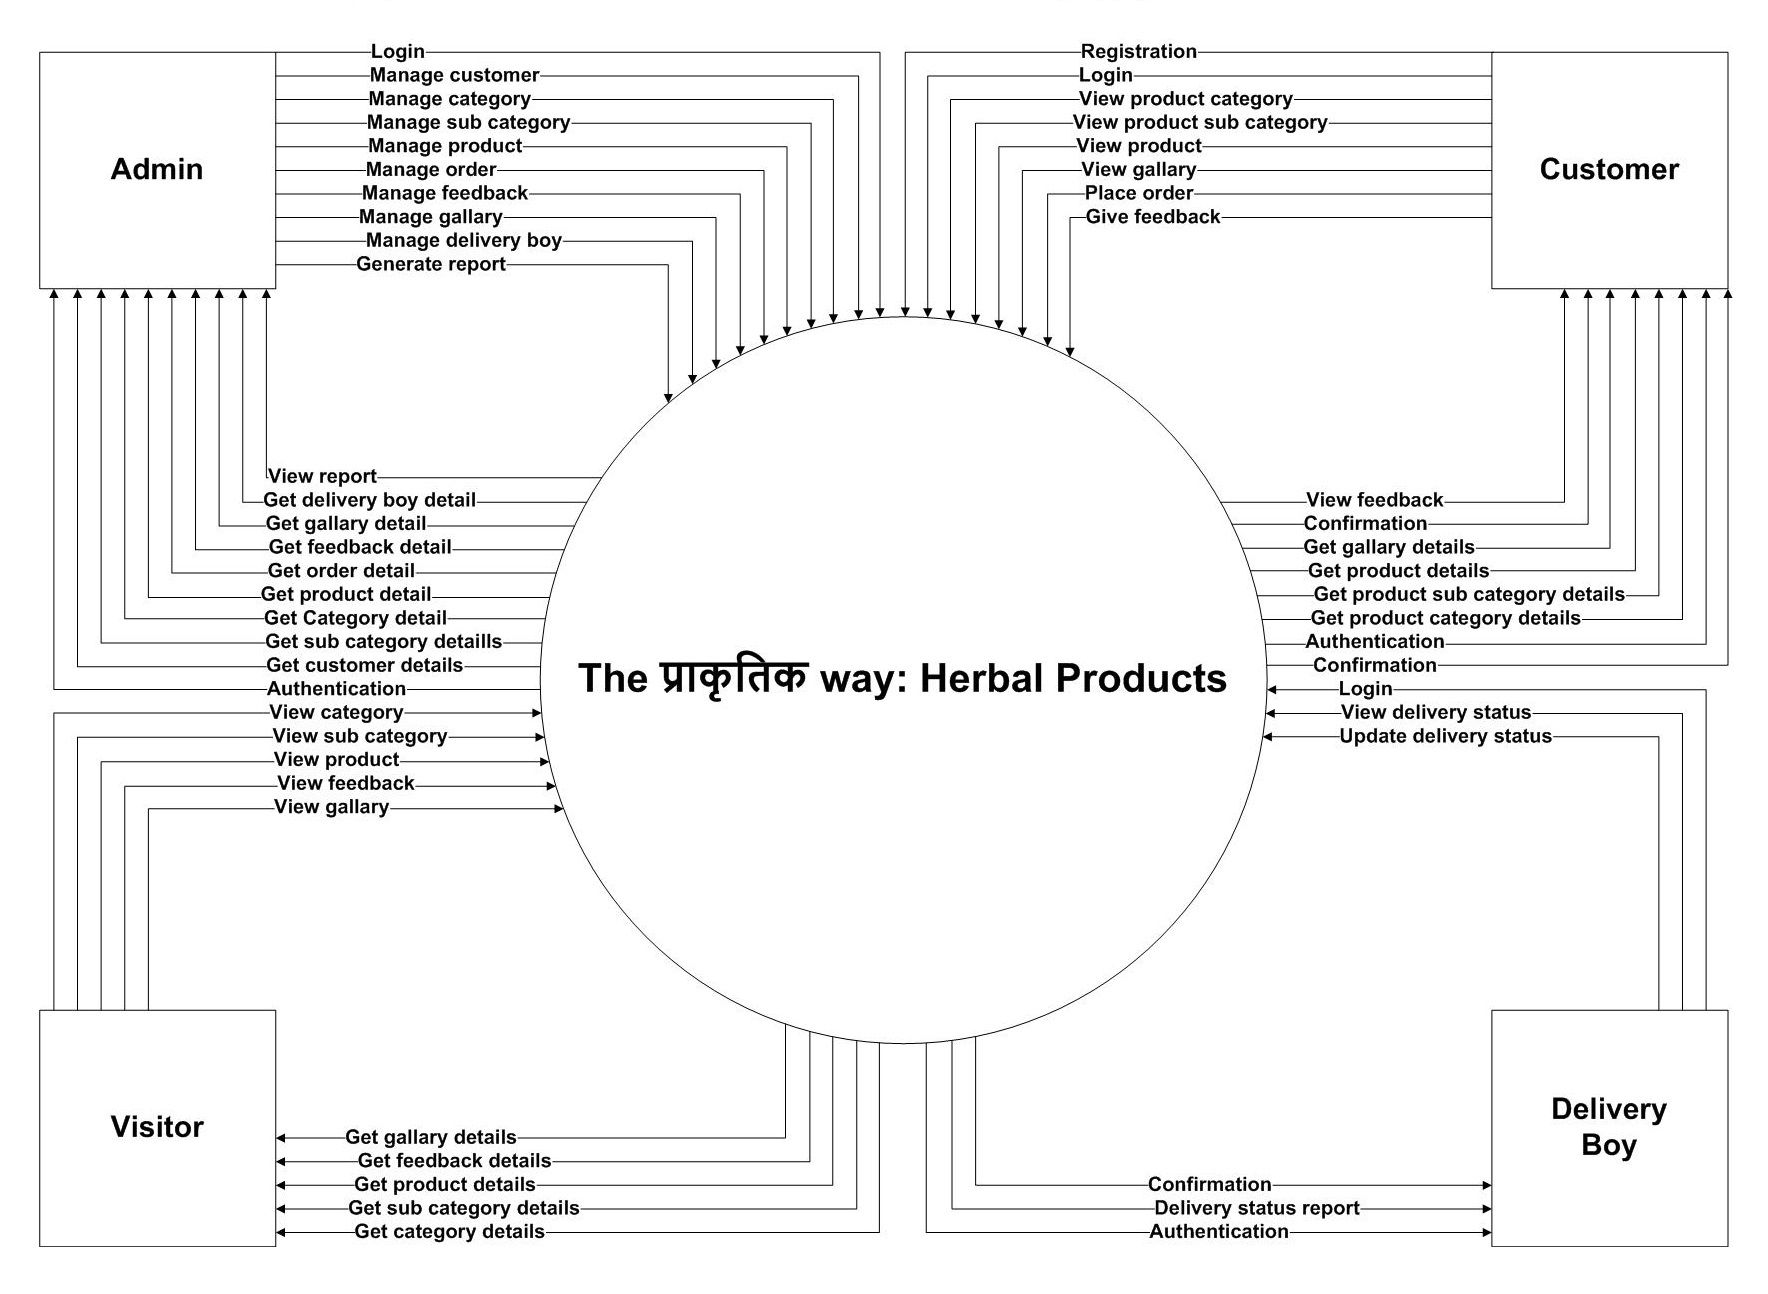 Login
Manage customer
Manage category
Manage sub category
Manage product
Manage order
Manage feedback
Manage gallary
Manage delivery boy
Generate report
Admin
Registration
Login
View product category
View product sub category
View product
View gallary
Place order
Give feedback
Customer
View report
Get delivery boy detail
Get gallary detail
Get feedback detail
Get order detail
Get product detail
Get Category detail
Get sub category detaills
Get customer details
Authentication
View category
View sub category
View product
View feedback
View gallary
The प्राकृतिक way: Herbal Products
View feedback
Confirmation
Get gallary details
Get product details
Get product sub category details
Get product category details
Authentication
Confirmation
Login
View delivery status
Update delivery status
Visitor
Get gallary details
Get feedback details
Get product details
Get sub category details
Get category details
Delivery
Boy
Confirmation
Delivery status report
Authentication